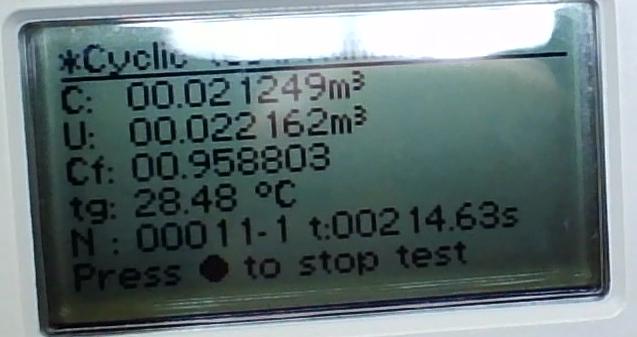 *Cyclic
C: 00.021249m³
U: 00.022162m³
Cf: 00.958803
tg: 28.48 °C
N : 00011-1 t:00214.63s
Press ● to stop test